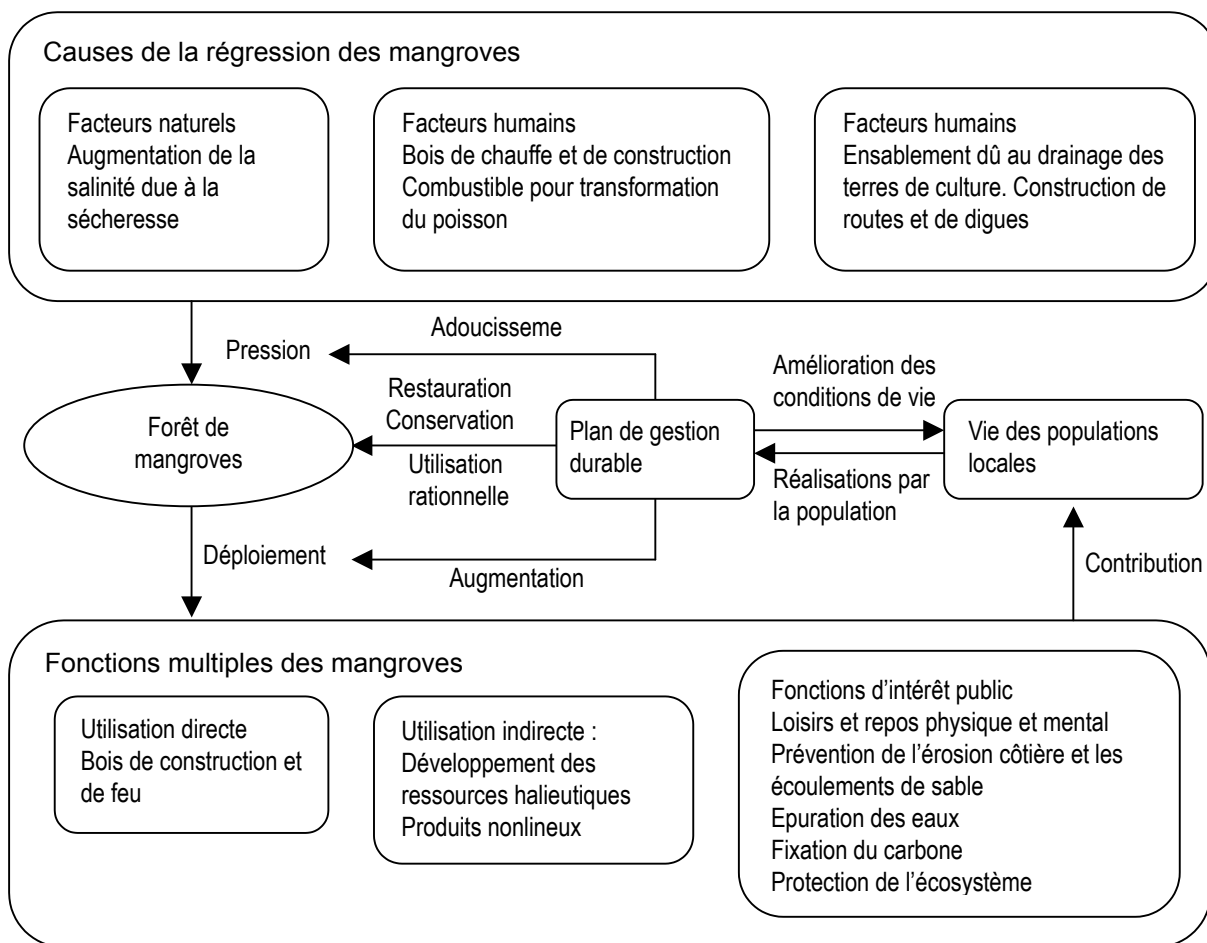 Causes de la régression des mangroves
Facteurs naturels
Augmentation de la
salinité due à la
sécheresse
Facteurs humains
Bois de chauffe et de construction
Combustible pour transformation
du poisson
Facteurs humains
Ensablement dû au drainage des
terres de culture. Construction de
routes et de digues
Pression
Adoucisseme
Restauration
Conservation
Utilisation
rationnelle
Forêt de
mangroves
Plan de gestion
durable
Amélioration des
conditions de vie
Réalisations par
la population
Vie des populations
locales
Déploiement
Augmentation
Contribution
Fonctions multiples des mangroves
Utilisation directe
Bois de construction et
de feu
Utilisation indirecte :
Développement des
ressources halieutiques
Produits nonlineux
Fonctions d’intérêt public
Loisirs et repos physique et mental
Prévention de l’érosion côtière et les
écoulements de sable
Epuration des eaux
Fixation du carbone
Protection de l’écosystème